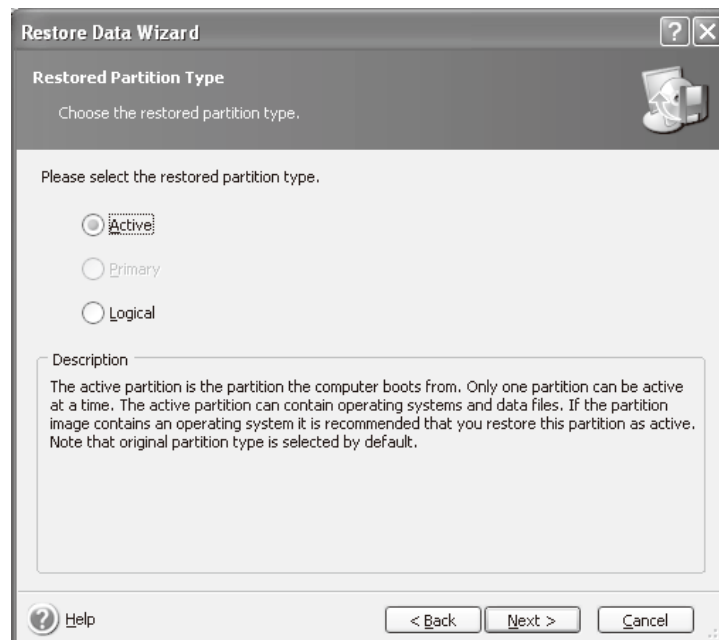 Restore Data Wizard
Restored Partition Type
Choose the restored partition type.
Please select the restored partition type.
Active
Primary
Logical
Description
The active partition is the partition the computer boots from. Only one partition can be active
at a time. The active partition can contain operating systems and data files. If the partition
image contains an operating system it is recommended that you restore this partition as active.
Note that original partition type is selected by default.
Help
< Back
Next >
Cancel